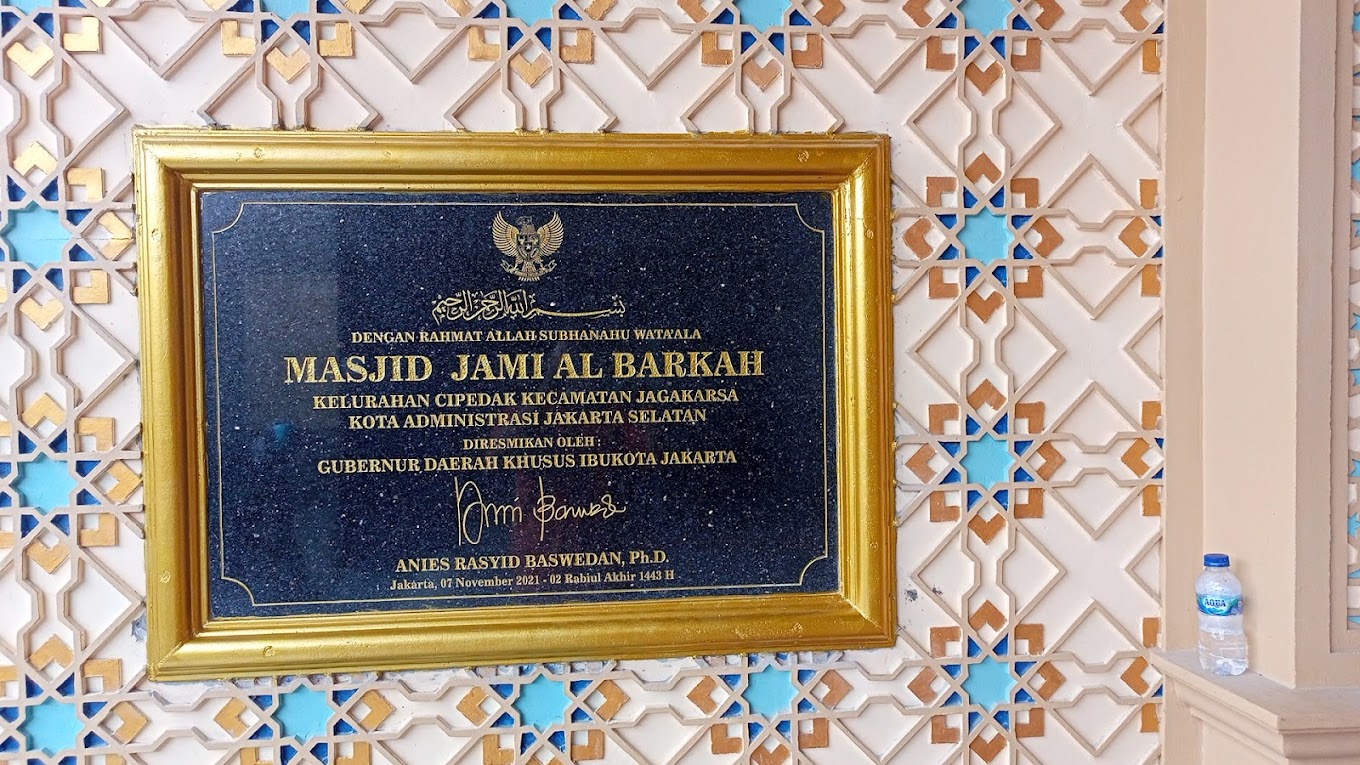 بسم الله الرحمن الرحيم
DENGAN RAHMAT ALLAH SUBHANAHU WATA'ALA
MASJID JAMI AL BARKAH
KELURAHAN CIPEDAK KECAMATAN JAGAKARSA
KOTA ADMINISTRASI JAKARTA SELATAN
DIRESMIKAN OLEH :
GUBERNUR DAERAH KHUSUS IBUKOTA JAKARTA
ANIES RASYID BASWEDAN, Ph.D.
Jakarta, 07 November 2021 - 02 Rabiul Akhir 1443 H
AQUA